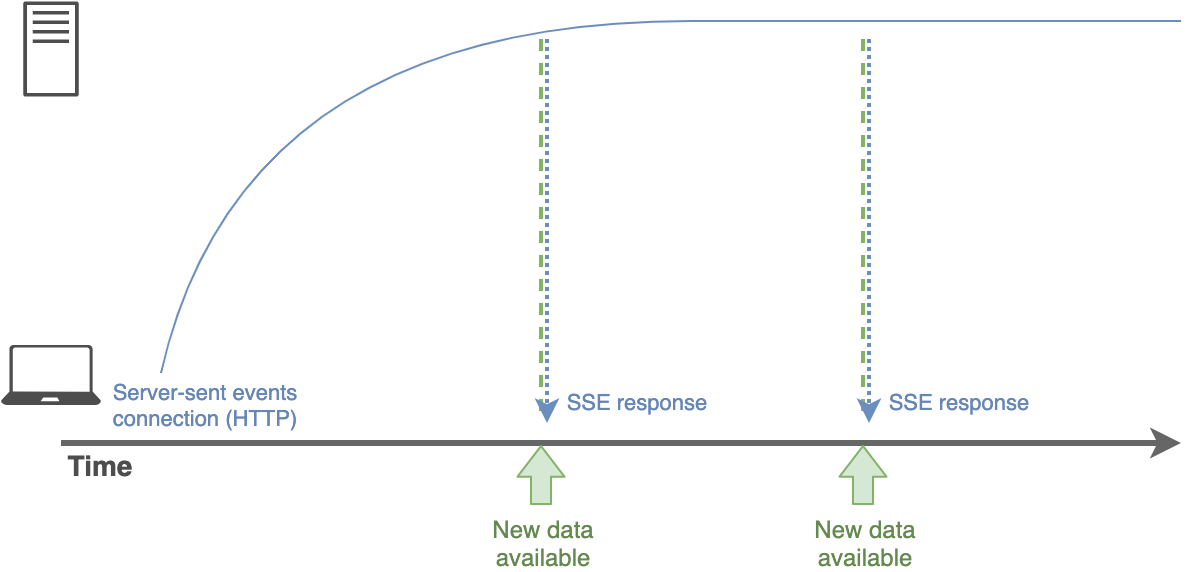 Server-sent events
connection (HTTP)
SSE response
SSE response
Time
New data
available
New data
available